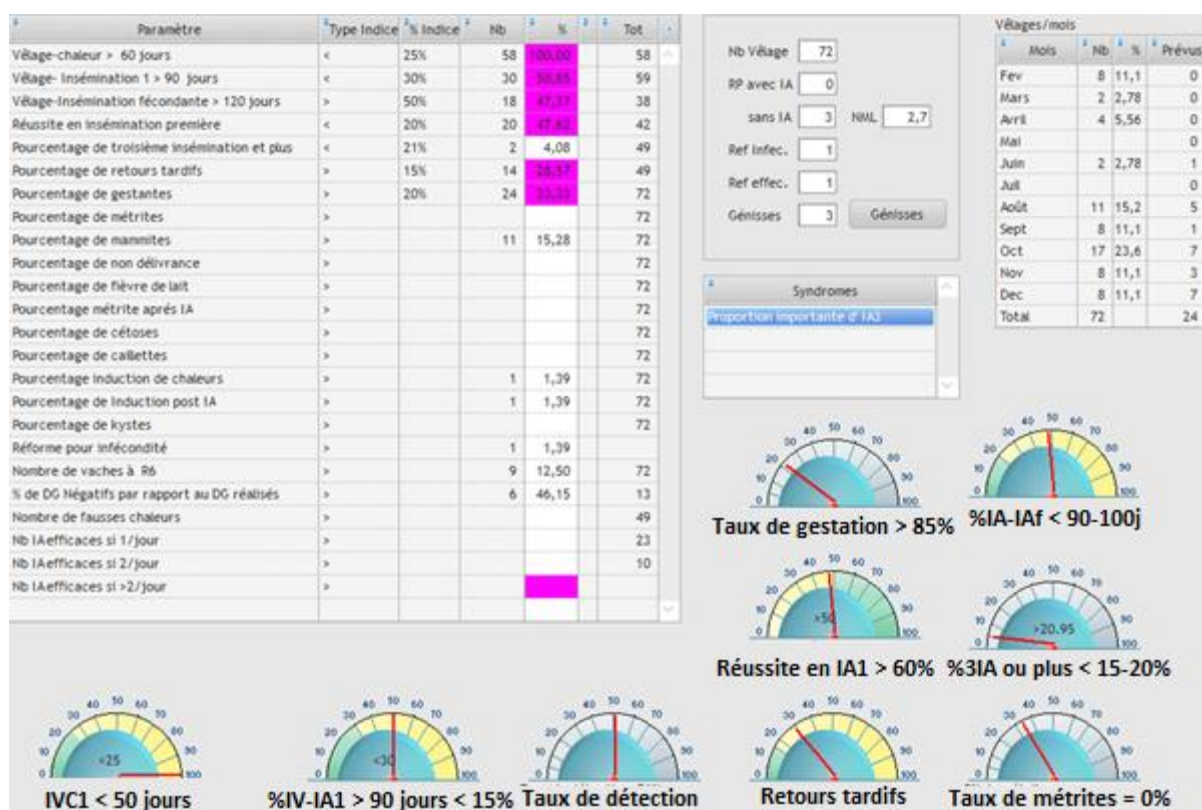 Paramètre Type Indice % Indice Nb % Tot
Vêlage-chaleur > 60 jours < 25% 58 100,00 58
Vêlage- Insémination 1 > 90 jours < 30% 30 50,85 59
Vêlage-Insémination fécondante > 120 jours > 50% 18 47,37 38
Réussite en insémination première < 20% 20 47,62 42
Pourcentage de troisième insémination et plus < 21% 2 4,08 49
Pourcentage de retours tardifs > 15% 14 28,57 49
Pourcentage de gestantes > 20% 24 33,33 72
Pourcentage de métrites > 72
Pourcentage de mammites > 11 15,28 72
Pourcentage de non délivrance > 72
Pourcentage de fièvre de lait > 72
Pourcentage métrite aprés IA > 72
Pourcentage de cétoses > 72
Pourcentage de caillettes > 72
Pourcentage induction de chaleurs > 1 1,39 72
Pourcentage de Induction post IA > 1 1,39 72
Pourcentage de kystes > 72
Réforme pour infécondité > 1 1,39
Nombre de vaches à R6 > 9 12,50 72
% de DG Négatifs par rapport au DG réalisés > 6 46,15 13
Nombre de fausses chaleurs > 49
Nb IAefficaces si 1/jour > 23
Nb IAefficaces si 2/jour > 10
Nb IAefficaces si >2/jour >
Nb Vêlage 72
RP avec IA 0
sans IA 3 NML 2,7
Ref Infec. 1
Ref effec. 1
Génisses 3 Génisses
Syndromes
Proportion importante d' IA3
Vêlages/mois
Mois Nb % Prévus
Fev 8 11,1 0
Mars 2 2,78 0
Avril 4 5,56 0
Mai 0
Juin 2 2,78 1
Juil 0
Août 11 15,2 5
Sept 8 11,1 1
Oct 17 23,6 7
Nov 8 11,1 3
Dec 8 11,1 7
Total 72 24
Taux de gestation > 85%
%IA-IAf < 90-100j
>50
Réussite en IA1 > 60%
>20.95
%3IA ou plus < 15-20%
<25
IVC1 < 50 jours
<30
%IV-IA1 > 90 jours < 15%
Taux de détection
Retours tardifs
Taux de métrites = 0%